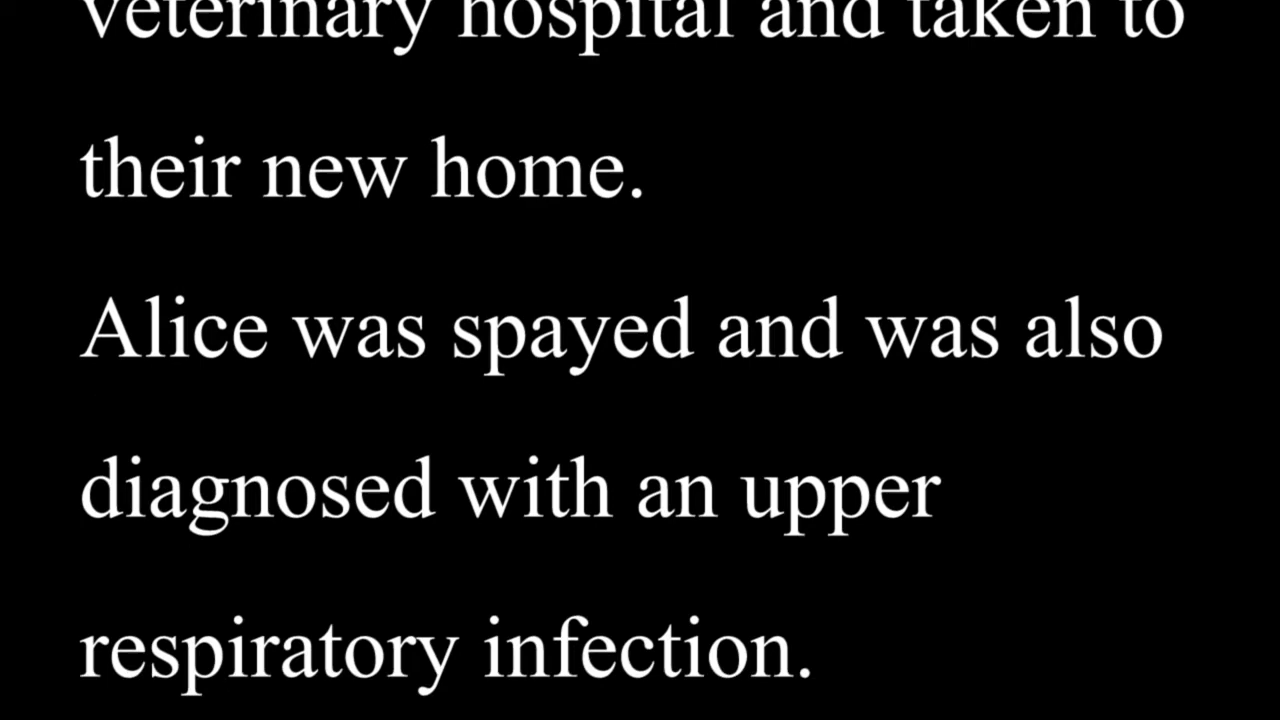 veterinary hospital and taken to
their new home.
Alice was spayed and was also
diagnosed with an upper
respiratory infection.